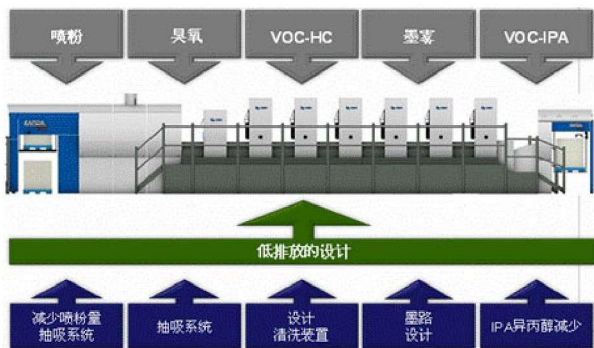 喷粉
臭氧
VOC-HC
墨雾
VOC-IPA
低排放的设计
减少喷粉量
抽吸系统
抽吸系统
设计
清洗装置
墨路
设计
IPA异丙醇减少